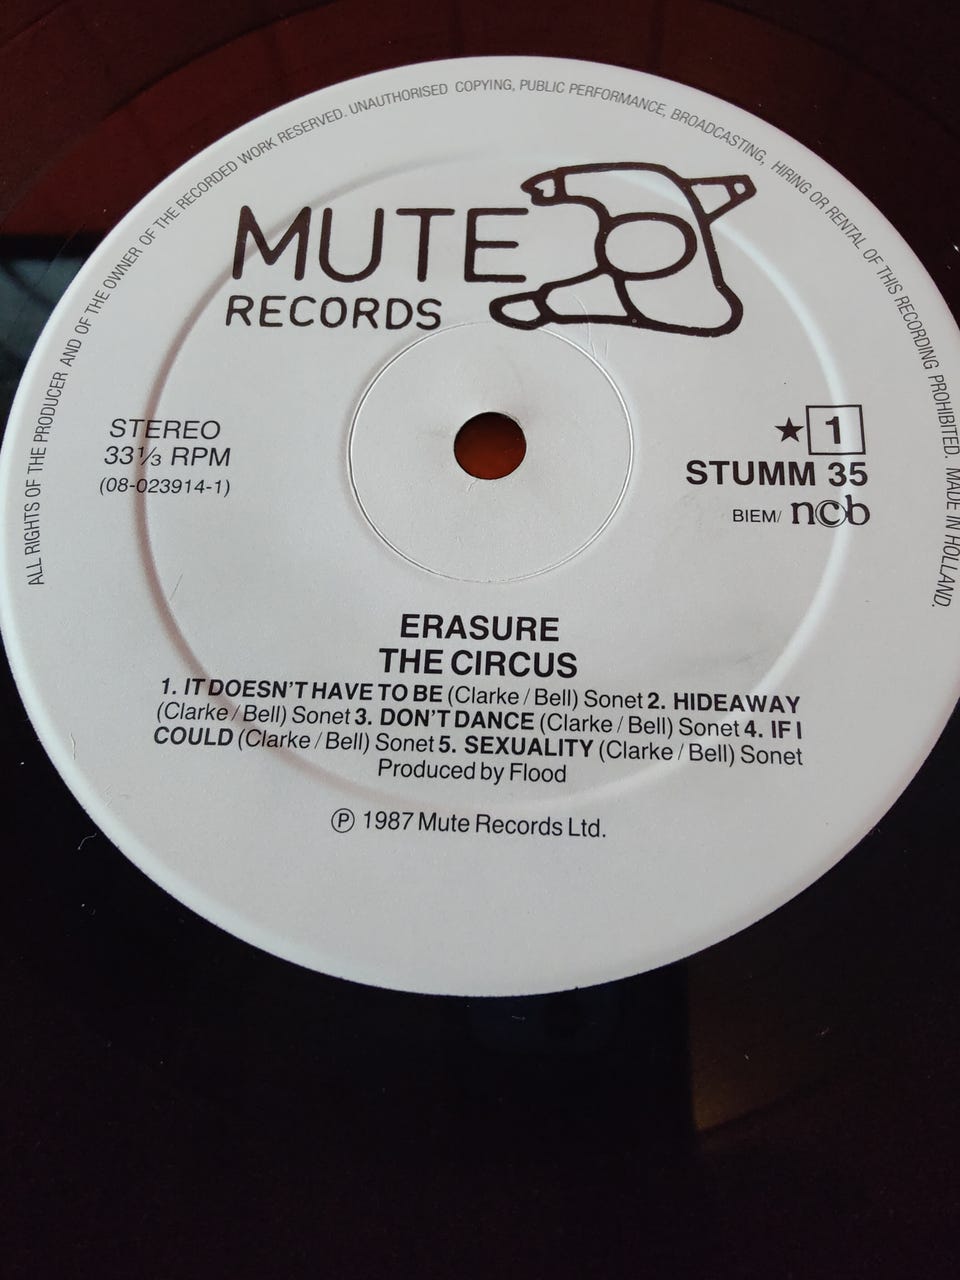 ALL RIGHTS OF THE PRODUCER AND OF THE OWNER OF THE RECORDED WORK RESERVED. UNAUTHORISED COPYING, PUBLIC PERFORMANCE, BROADCASTING, HIRING OR RENTAL OF THIS RECORDING PROHIBITED. MADE IN HOLLAND.
MUTE
RECORDS
STEREO
33⅓ RPM
(08-023914-1)
★ 1
STUMM 35
BIEM/ ncb
ERASURE
THE CIRCUS
1. IT DOESN'T HAVE TO BE (Clarke / Bell) Sonet 2. HIDEAWAY
(Clarke / Bell) Sonet 3. DON'T DANCE (Clarke / Bell) Sonet 4. IF I
COULD (Clarke / Bell) Sonet 5. SEXUALITY (Clarke / Bell) Sonet
Produced by Flood
℗ 1987 Mute Records Ltd.